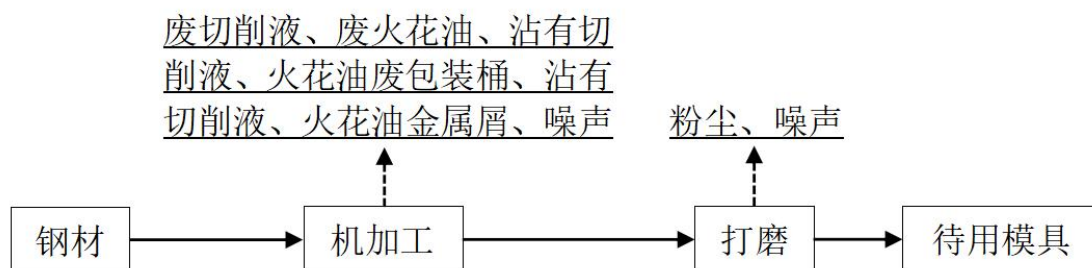 废切削液、废火花油、沾有切
削液、火花油废包装桶、沾有
切削液、火花油金属屑、噪声
粉尘、噪声
钢材
机加工
打磨
待用模具